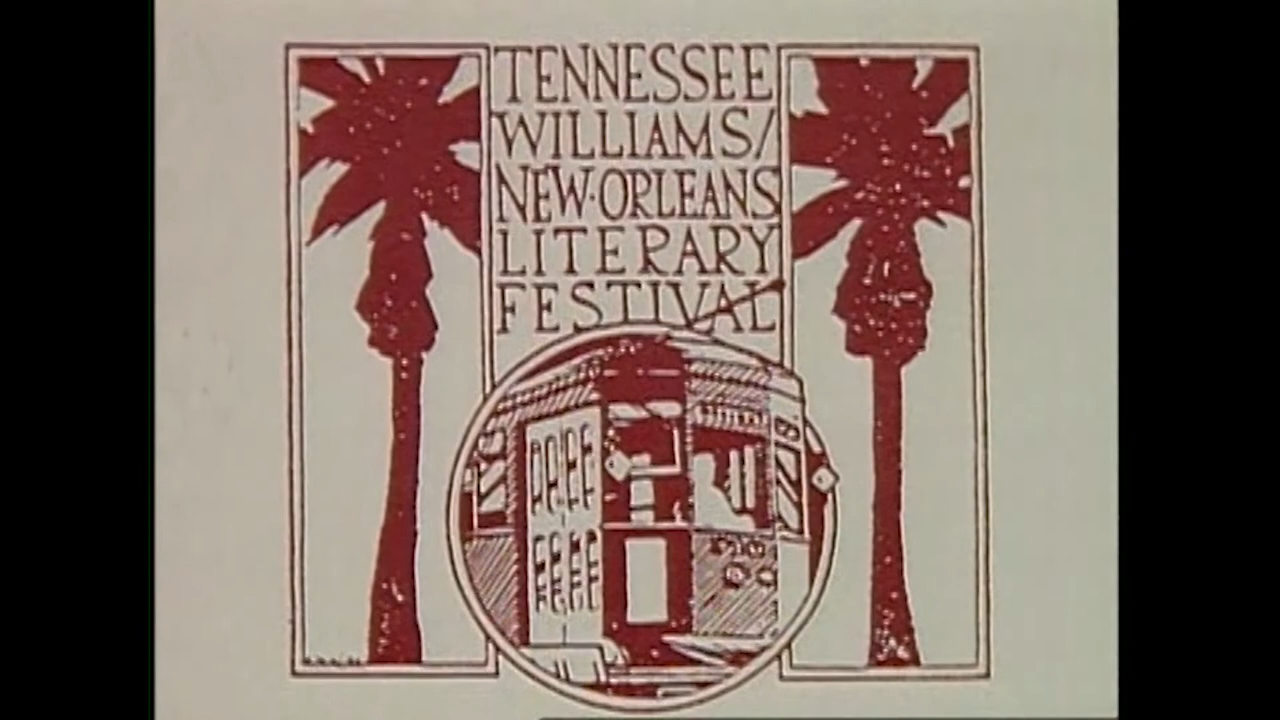 TENNESSEE
WILLIAMS/
NEW·ORLEANS
LITERARY
FESTIVAL